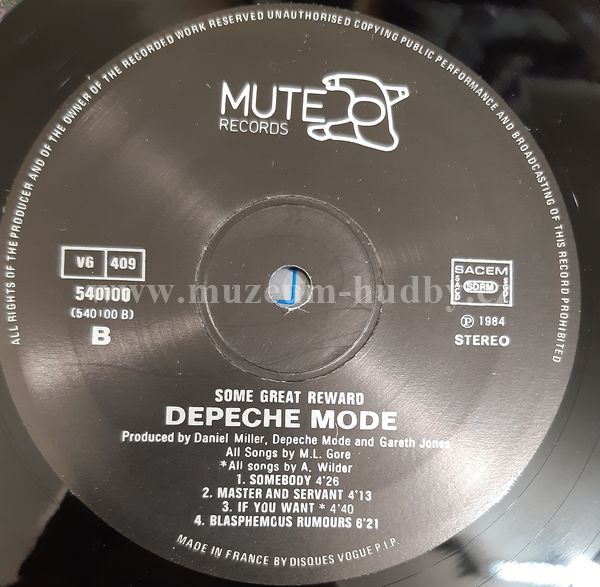 ALL RIGHTS OF THE PRODUCER AND OF THE OWNER OF THE RECORDED WORK RESERVED UNAUTHORISED COPYING PUBLIC PERFORMANCE AND BROADCASTING OF THIS RECORD PROHIBITED
MUTE
RECORDS
VG 409
540100
(540100 B)
B
SACEM
SACD SDRM SGDL
Ⓟ 1984
STEREO
www.muzeum-hudby.cz
SOME GREAT REWARD
DEPECHE MODE
Produced by Daniel Miller, Depeche Mode and Gareth Jones
All Songs by M.L. Gore
*All songs by A. Wilder
1. SOMEBODY 4'26
2. MASTER AND SERVANT 4'13
3. IF YOU WANT * 4'40
4. BLASPHEMOUS RUMOURS 6'21
MADE IN FRANCE BY DISQUES VOGUE P.I.P.